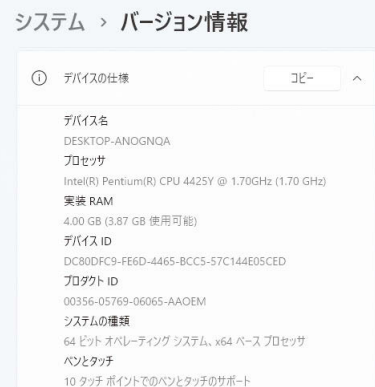 システム › バージョン情報
デバイスの仕様 コピー
デバイス名
DESKTOP-ANOGNQA
プロセッサ
Intel(R) Pentium(R) CPU 4425Y @ 1.70GHz (1.70 GHz)
実装 RAM
4.00 GB (3.87 GB 使用可能)
デバイス ID
DC80DFC9-FE6D-4465-BCC5-57C144E05CED
プロダクト ID
00356-05769-06065-AAOEM
システムの種類
64 ビット オペレーティング システム、x64 ベース プロセッサ
ペンとタッチ
10 タッチ ポイントでのペンとタッチのサポート